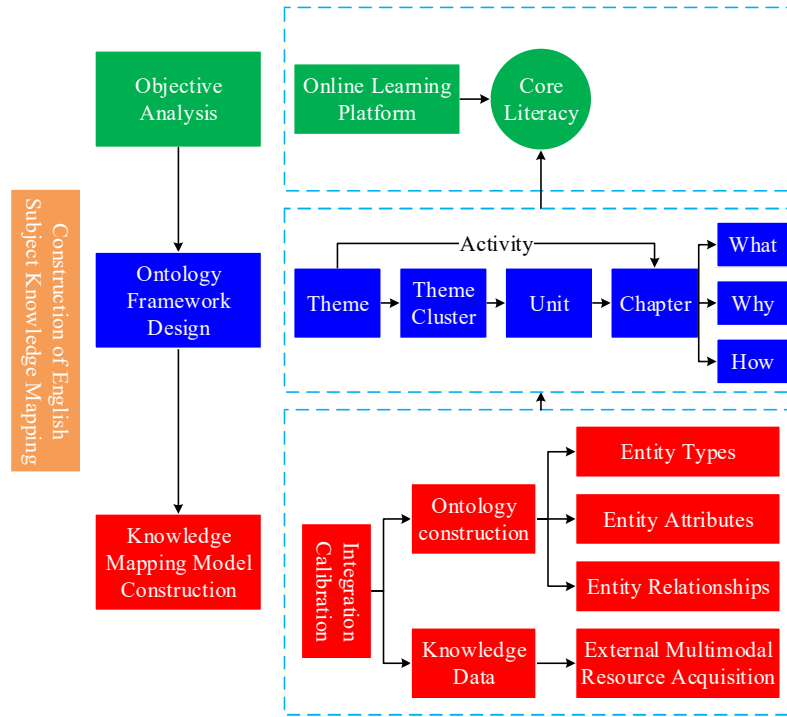 Construction of English
Subject Knowledge Mapping
Objective
Analysis
Ontology
Framework
Design
Knowledge
Mapping Model
Construction
Online Learning
Platform
Core
Literacy
Activity
Theme
Theme
Cluster
Unit
Chapter
What
Why
How
Integration
Calibration
Ontology
construction
Knowledge
Data
Entity Types
Entity Attributes
Entity Relationships
External Multimodal
Resource Acquisition